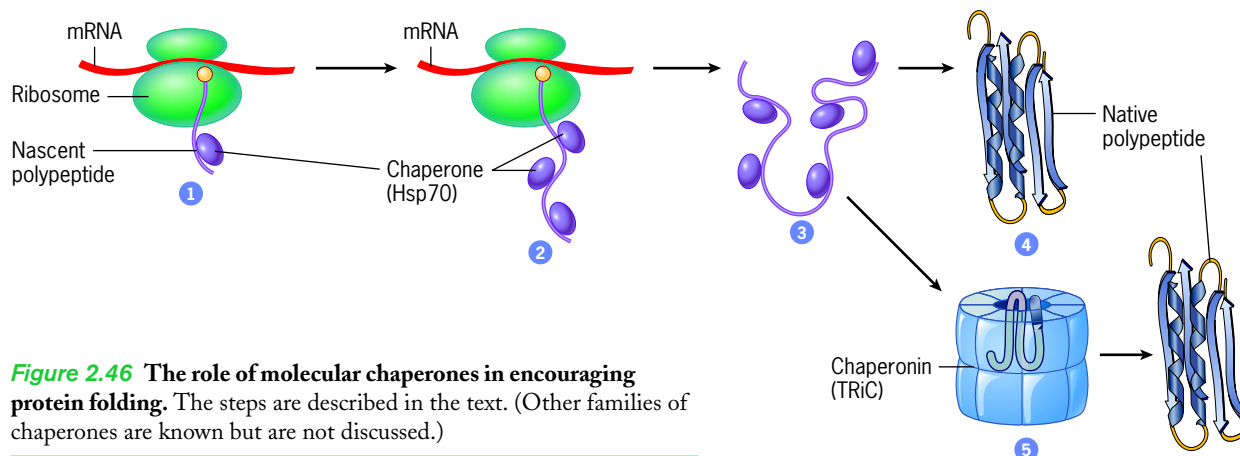 mRNA
Ribosome
Nascent
polypeptide
1
mRNA
Chaperone
(Hsp70)
2
3
4
Native
polypeptide
Chaperonin
(TRiC)
5
Figure 2.46 The role of molecular chaperones in encouraging
protein folding. The steps are described in the text. (Other families of
chaperones are known but are not discussed.)